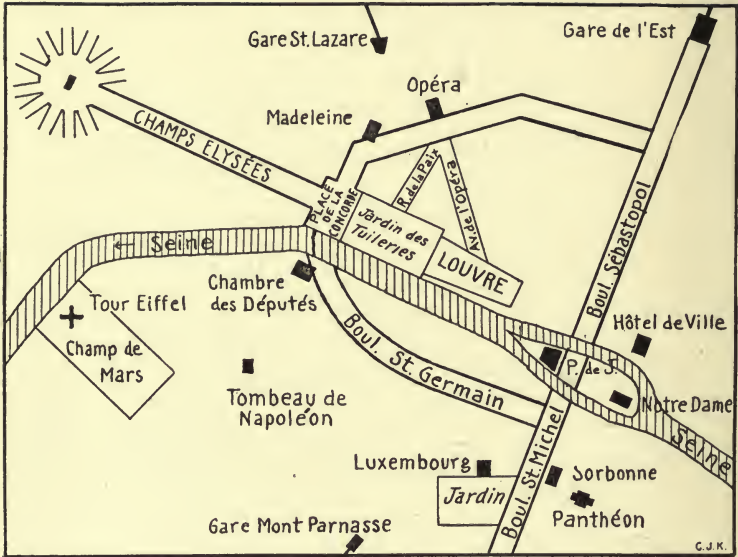 Gare St. Lazare
Gare de l'Est
Opéra
Madeleine
CHAMPS ELYSÉES
R. de la Paix
Av. de l'Opéra
PLACE
DE LA
CONCORDE
Jardin des
Tuileries
LOUVRE
Boul. Sébastopol
← Seine
Chambre
des Députés
Tour Eiffel
Champ de
Mars
Hôtel de Ville
P. de J.
Boul. St. Germain
Tombeau de
Napoléon
Notre Dame
Seine
Luxembourg
Jardin
Boul. St. Michel
Sorbonne
Panthéon
Gare Mont Parnasse
C.J.K.